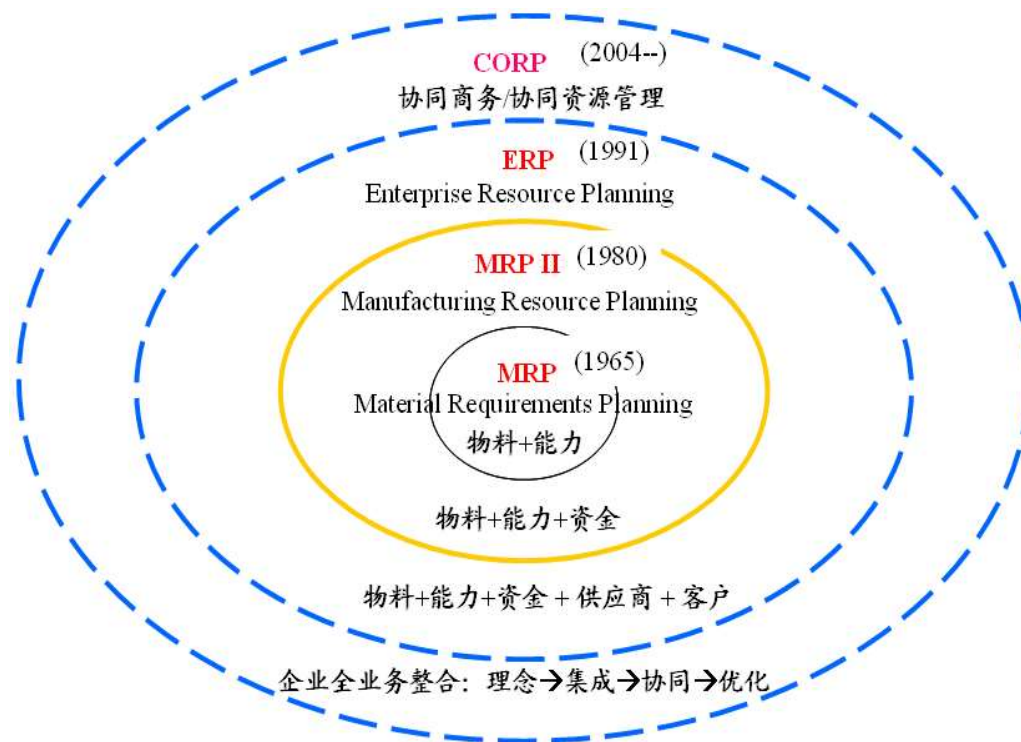 CORP (2004--)
协同商务/协同资源管理
ERP (1991)
Enterprise Resource Planning
MRP II (1980)
Manufacturing Resource Planning
MRP (1965)
Material Requirements Planning
物料+能力
物料+能力+资金
物料+能力+资金 + 供应商 + 客户
企业全业务整合：理念→集成→协同→优化